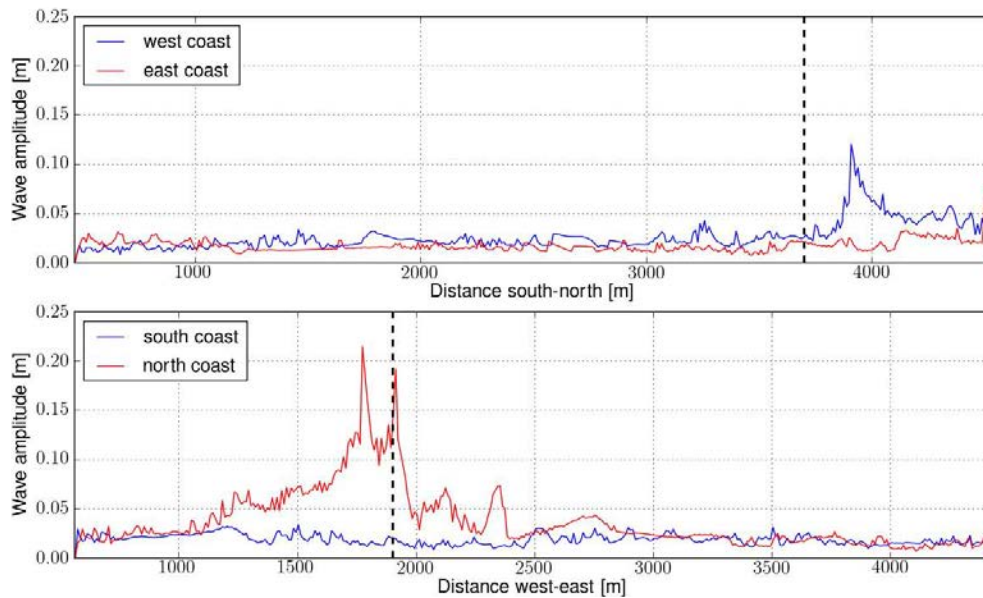 0.25
0.20
0.15
0.10
0.05
0.00
Wave amplitude [m]
west coast
east coast
1000 2000 3000 4000
Distance south-north [m]
0.25
0.20
0.15
0.10
0.05
0.00
Wave amplitude [m]
south coast
north coast
1000 1500 2000 2500 3000 3500 4000
Distance west-east [m]